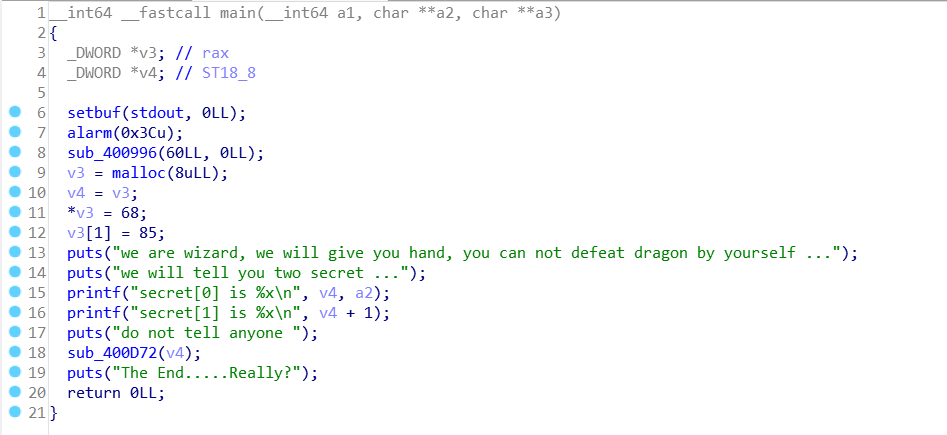 1 __int64 __fastcall main(__int64 a1, char **a2, char **a3)
2 {
3   _DWORD *v3; // rax
4   _DWORD *v4; // ST18_8
5
6   setbuf(stdout, 0LL);
7   alarm(0x3Cu);
8   sub_400996(60LL, 0LL);
9   v3 = malloc(8uLL);
10   v4 = v3;
11   *v3 = 68;
12   v3[1] = 85;
13   puts("we are wizard, we will give you hand, you can not defeat dragon by yourself ...");
14   puts("we will tell you two secret ...");
15   printf("secret[0] is %x\n", v4, a2);
16   printf("secret[1] is %x\n", v4 + 1);
17   puts("do not tell anyone ");
18   sub_400D72(v4);
19   puts("The End.....Really?");
20   return 0LL;
21 }